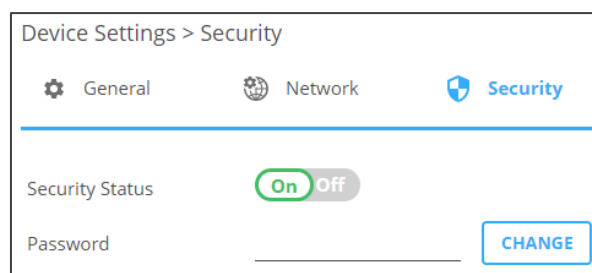 Device Settings > Security
General Network Security
Security Status On Off
Password CHANGE